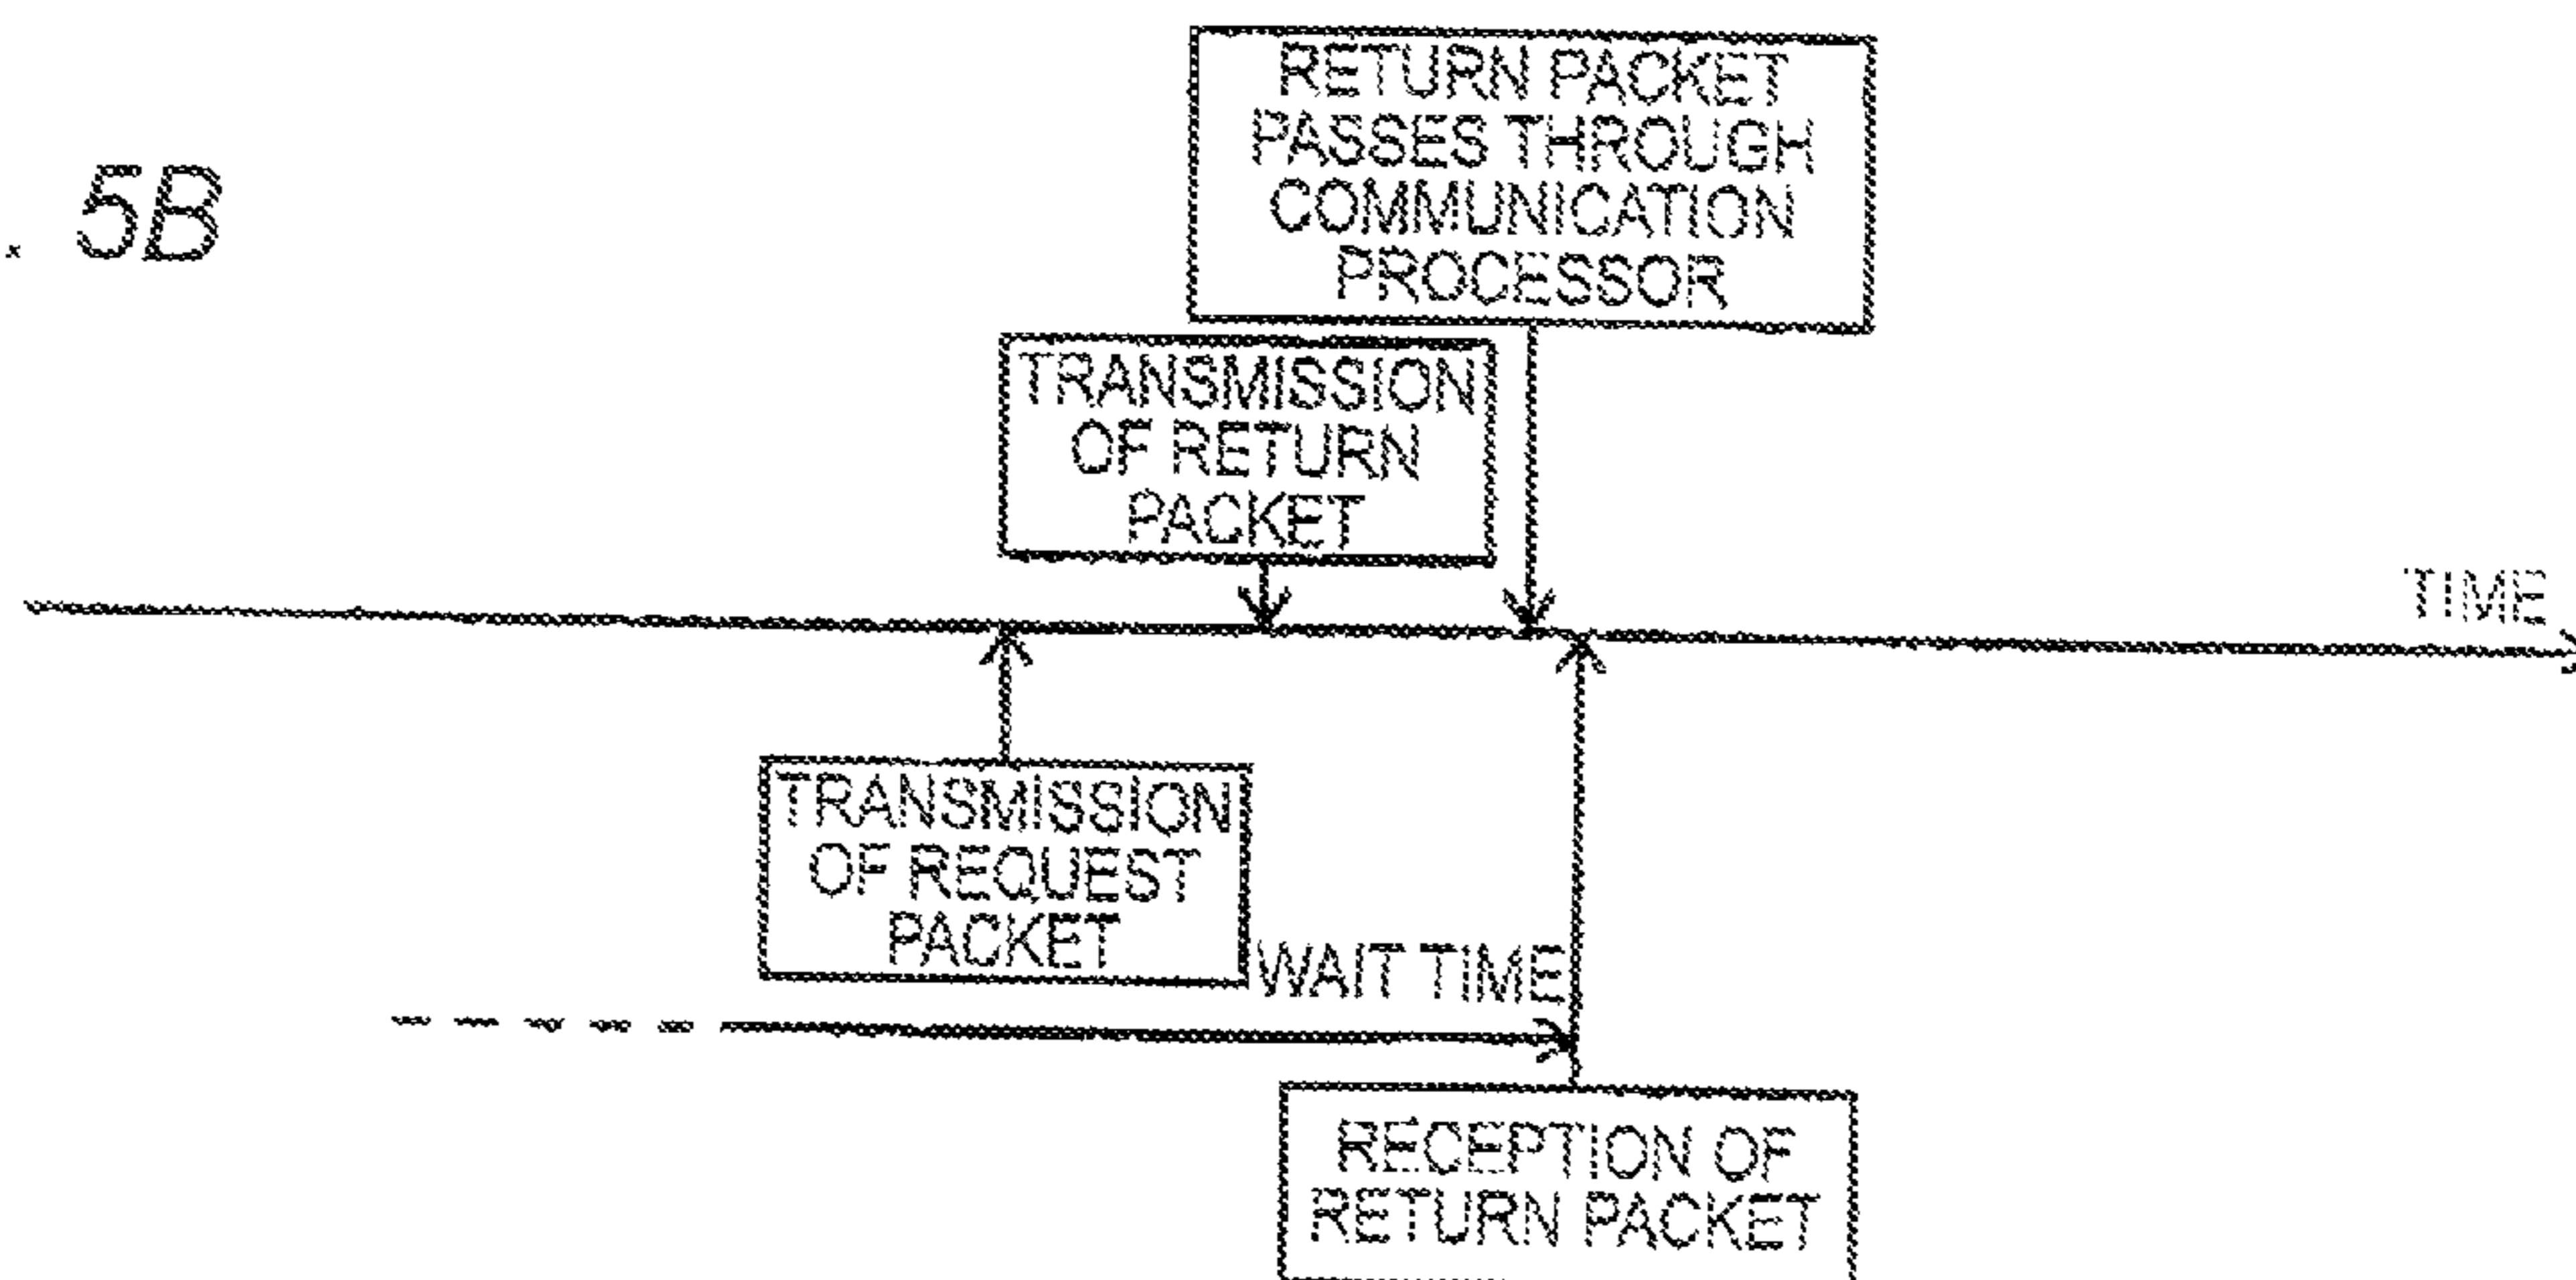 . 5B
RETURN PACKET
PASSES THROUGH
COMMUNICATION
PROCESSOR
TRANSMISSION
OF RETURN
PACKET
TIME
TRANSMISSION
OF REQUEST
PACKET
WAIT TIME
RECEPTION OF
RETURN PACKET